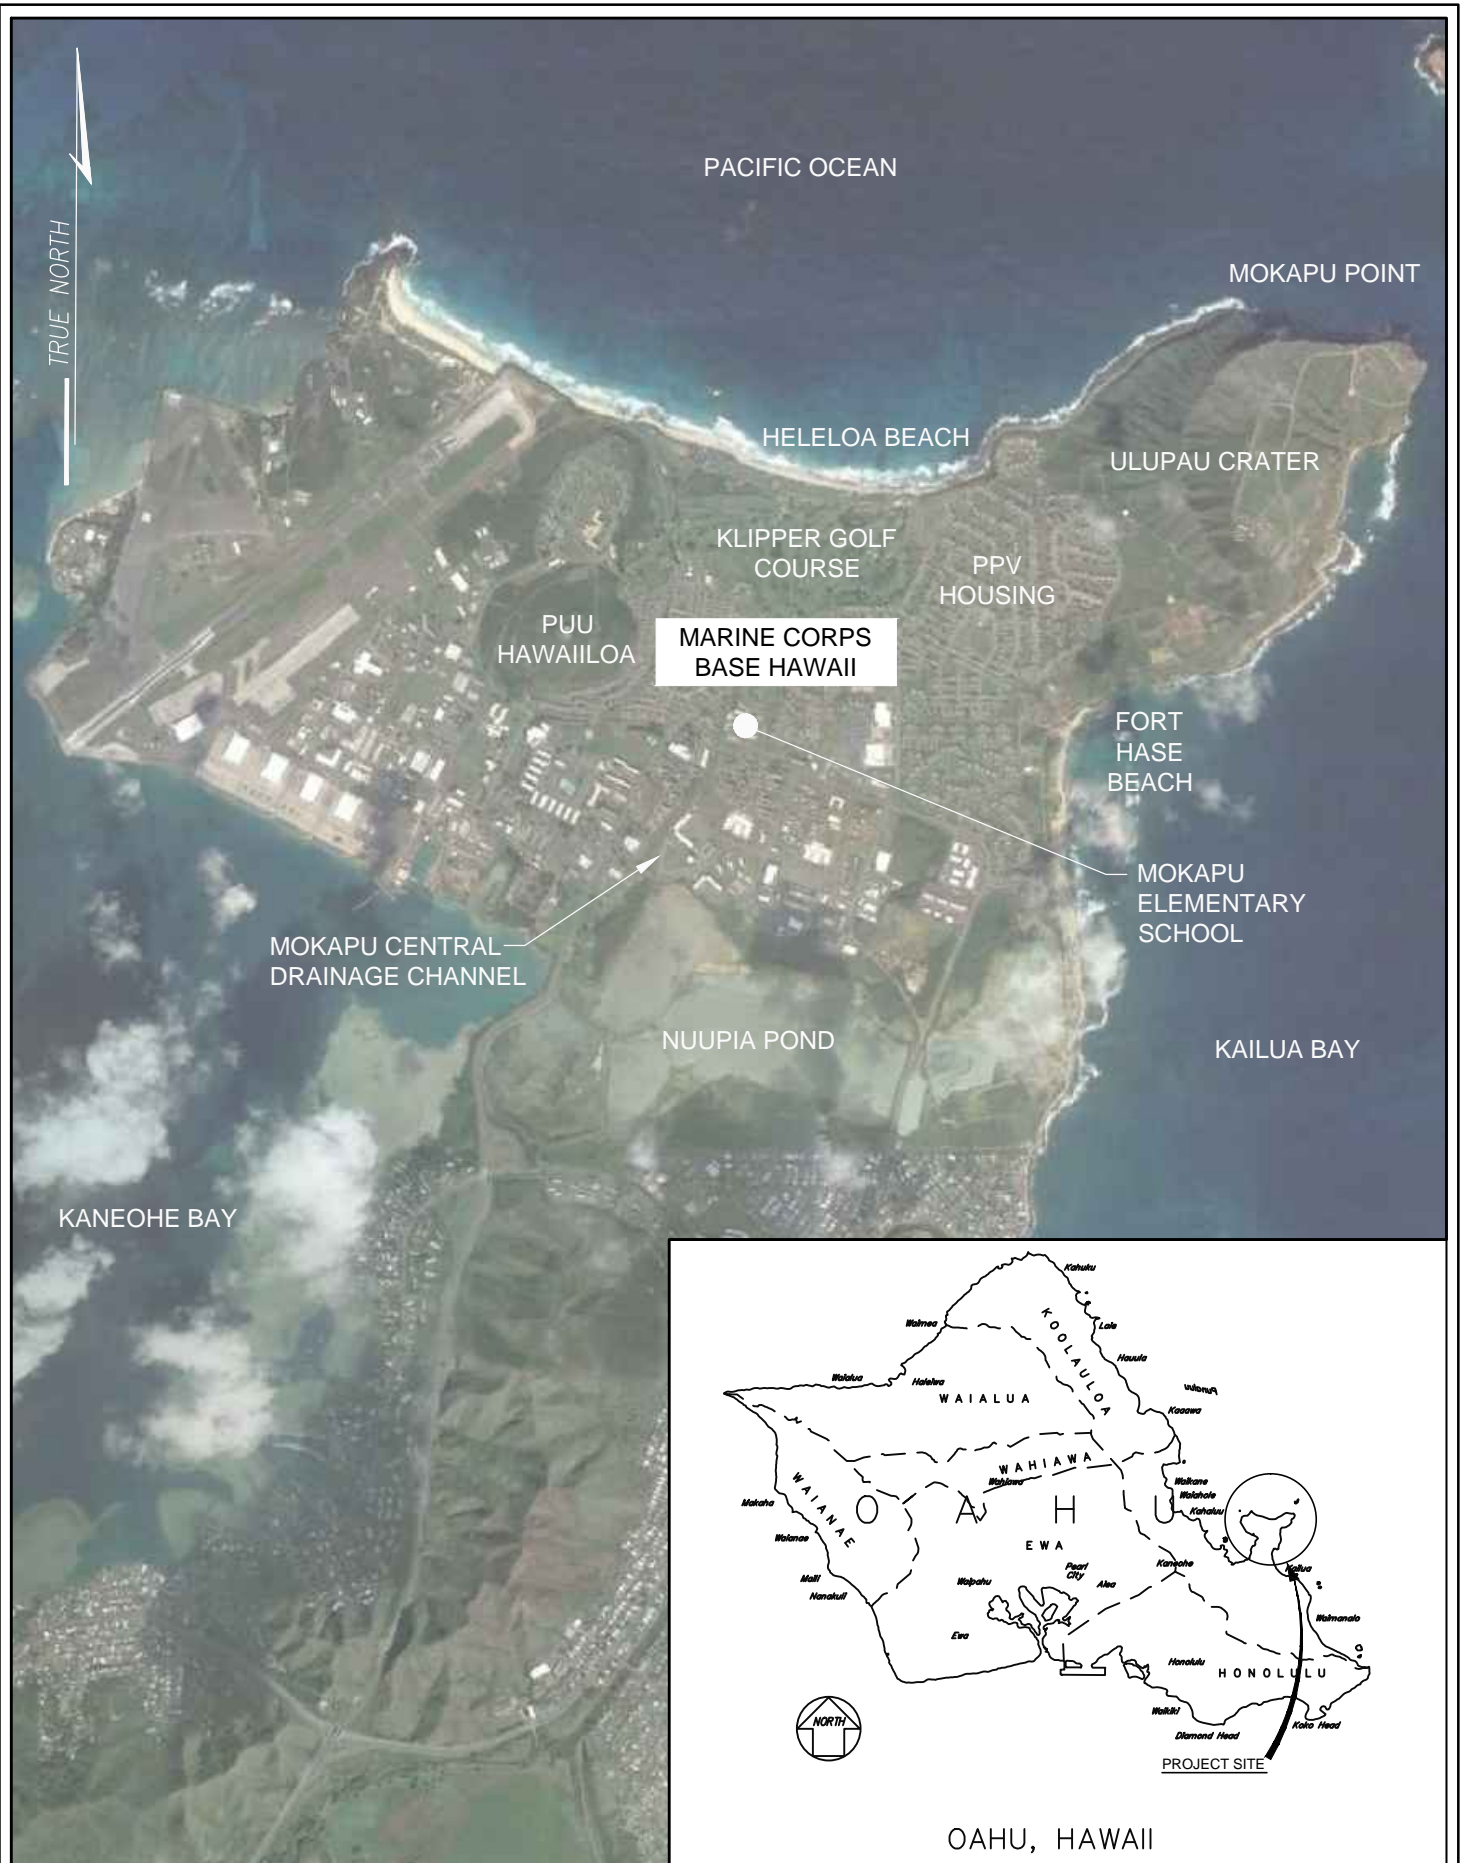 PACIFIC OCEAN
MOKAPU POINT
TRUE NORTH
HELELOA BEACH
ULUPAU CRATER
KLIPPER GOLF
COURSE
PPV
HOUSING
PUU
HAWAIILOA
MARINE CORPS
BASE HAWAII
FORT
HASE
BEACH
MOKAPU
ELEMENTARY
SCHOOL
MOKAPU CENTRAL
DRAINAGE CHANNEL
NUUPIA POND
KAILUA BAY
KANEOHE BAY
Kahuku
Waimea
Laie
KOOLAULOA
Hauula
Waialua
Haleiwa
Punaluu
WAIALUA
Kaaawa
WAHIAWA
Wahiawa
WAIANAE
Waikane
Waiahole
Makaha
Kahaluu
OAHU
Waianae
EWA
Kaneohe
Pearl
City
Kailua
Maili
Waipahu
Aiea
Nanakuli
Waimanalo
Ewa
Honolulu
HONOLULU
Waikiki
NORTH
Koko Head
Diamond Head
PROJECT SITE
OAHU, HAWAII